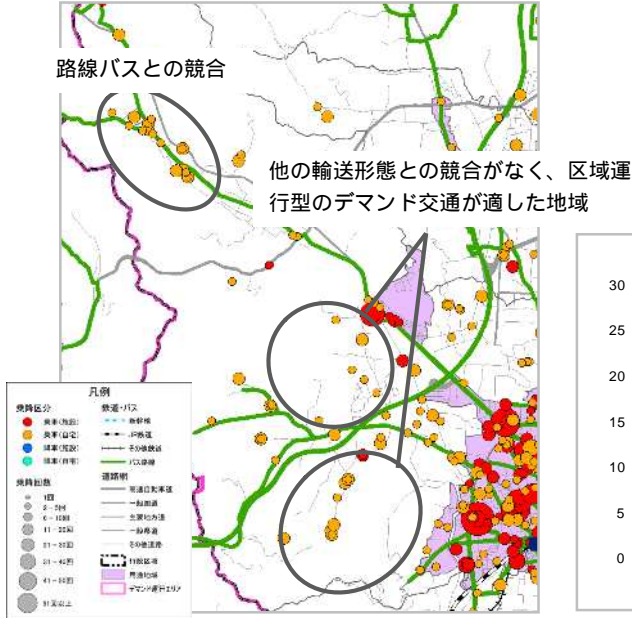 路線バスとの競合
他の輸送形態との競合がなく、区域運
行型のデマンド交通が適した地域
30
25
20
15
10
5
0
凡例
乗降区分
乗車(施設)
乗車(自宅)
降車(施設)
降車(自宅)
乗降回数
1回
2-5回
6-10回
11-20回
21-30回
31-40回
41-50回
51回以上
鉄道・バス
新幹線
JR鉄道
その他鉄道
バス路線
道路網
高速自動車道
一般国道
主要地方道
一般県道
その他道路
行政区域
用途地域
デマンド運行エリア